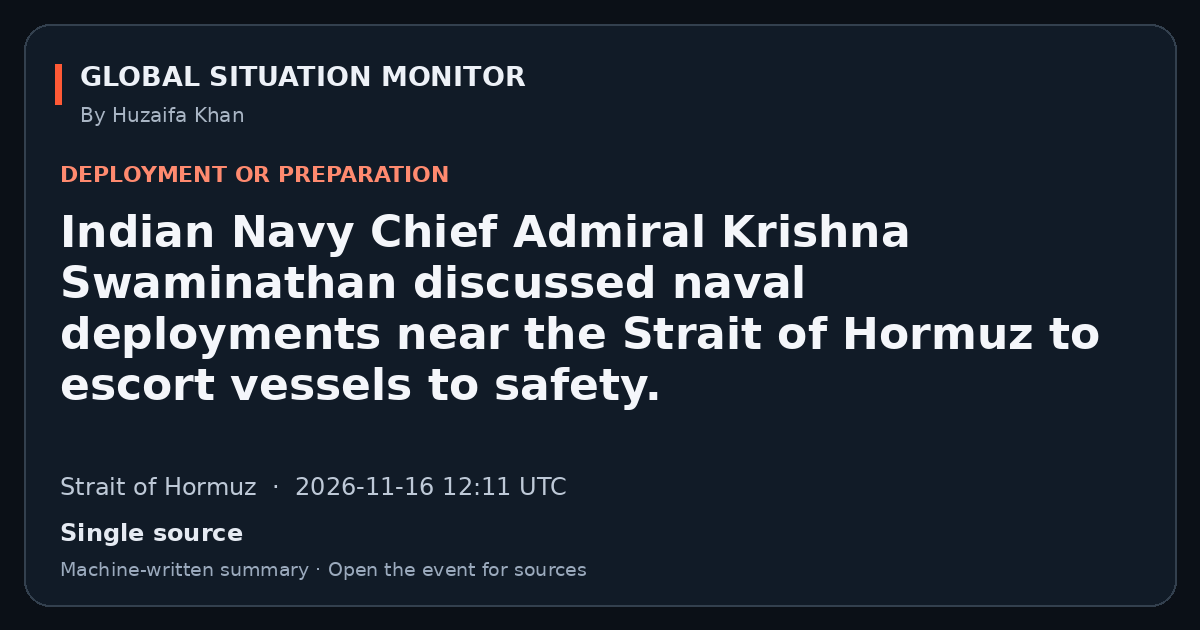 GLOBAL SITUATION MONITOR
By Huzaifa Khan
DEPLOYMENT OR PREPARATION
Indian Navy Chief Admiral Krishna
Swaminathan discussed naval
deployments near the Strait of Hormuz to
escort vessels to safety.
Strait of Hormuz · 2026-11-16 12:11 UTC
Single source
Machine-written summary · Open the event for sources